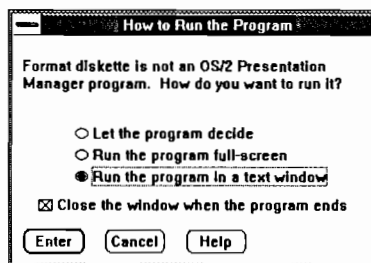 How to Run the Program
Format diskette is not an OS/2 Presentation
Manager program. How do you want to run it?
Let the program decide
Run the program full-screen
Run the program in a text window
Close the window when the program ends
Enter
Cancel
Help